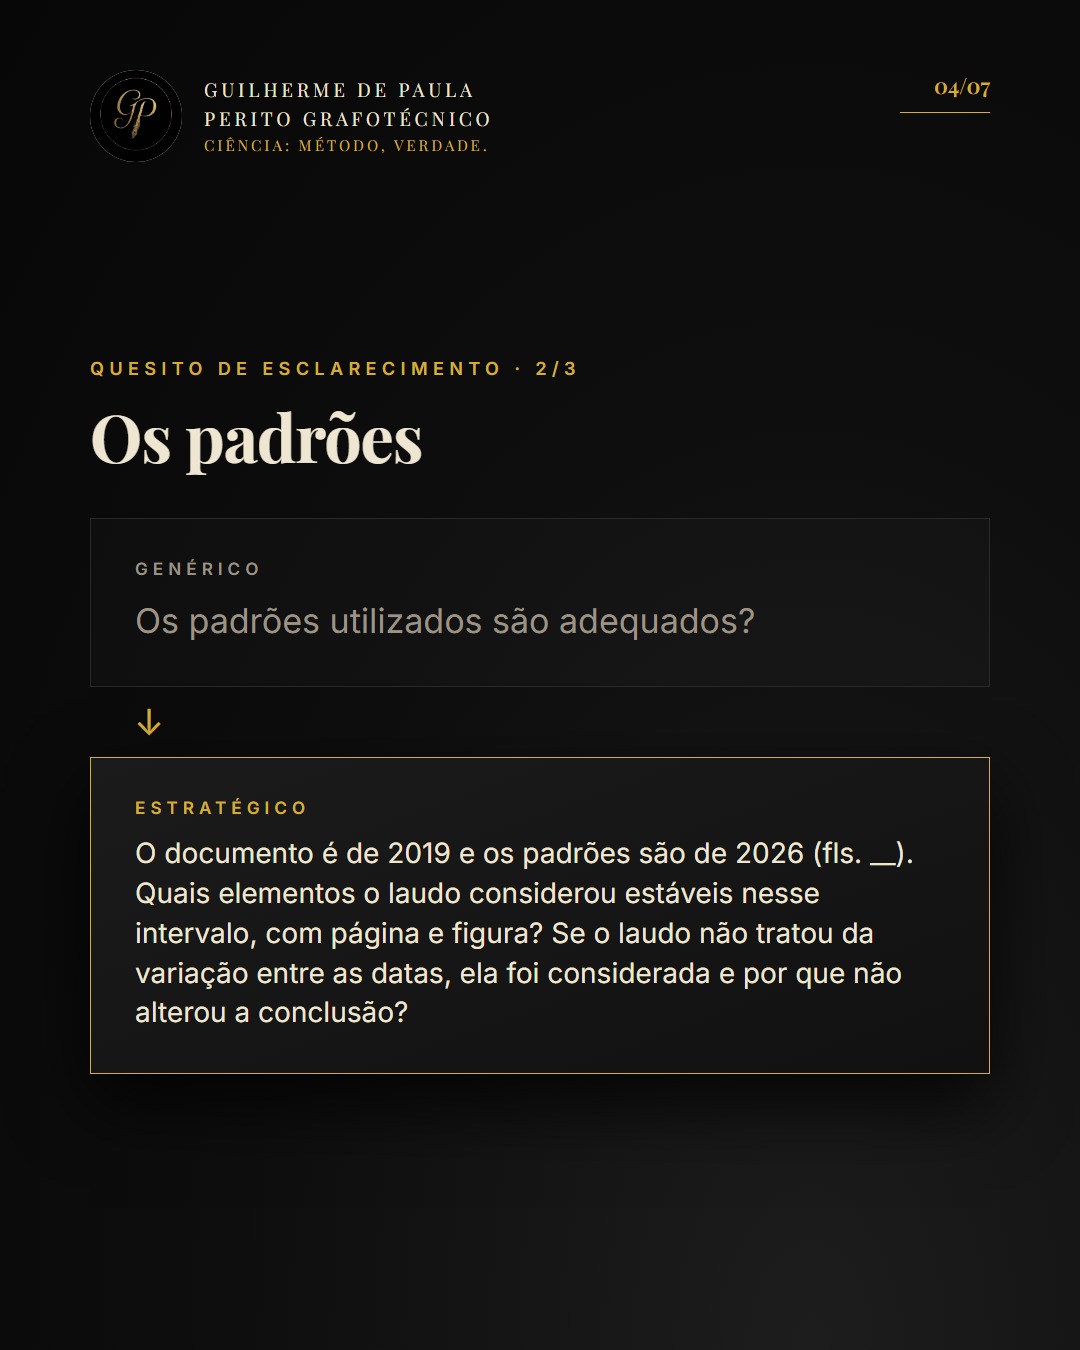 GP
GUILHERME DE PAULA
PERITO GRAFOTÉCNICO
CIÊNCIA: MÉTODO, VERDADE.
04/07
QUESITO DE ESCLARECIMENTO · 2/3
Os padrões
GENÉRICO
Os padrões utilizados são adequados?
↓
ESTRATÉGICO
O documento é de 2019 e os padrões são de 2026 (fls. __).
Quais elementos o laudo considerou estáveis nesse
intervalo, com página e figura? Se o laudo não tratou da
variação entre as datas, ela foi considerada e por que não
alterou a conclusão?